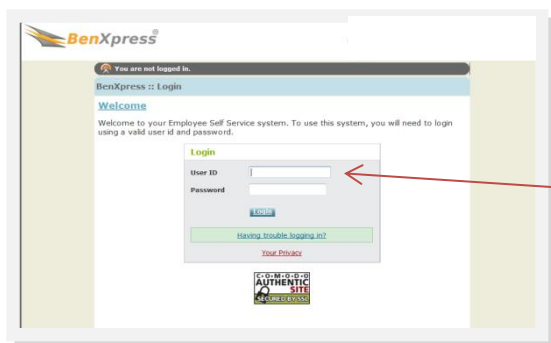 BenXpress®
You are not logged in.
BenXpress :: Login
Welcome
Welcome to your Employee Self Service system. To use this system, you will need to login
using a valid user id and password.
Login
User ID
Password
Login
Having trouble logging in?
Your Privacy
C·O·M·O·D·O
AUTHENTIC
SITE
SECURED BY SSL